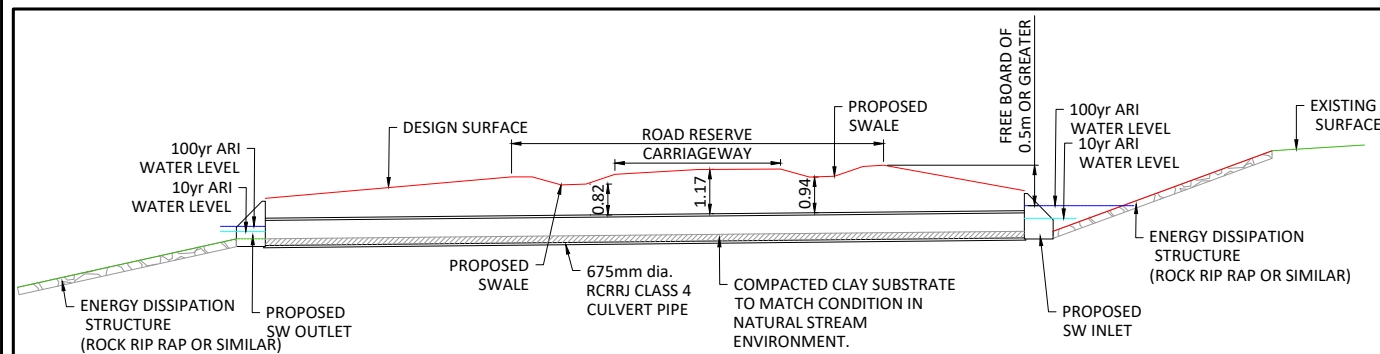 FREE BOARD OF
0.5m OR GREATER
DESIGN SURFACE
ROAD RESERVE
CARRIAGEWAY
PROPOSED
SWALE
100yr ARI
WATER LEVEL
10yr ARI
WATER LEVEL
EXISTING
SURFACE
100yr ARI
WATER LEVEL
10yr ARI
WATER LEVEL
0.82
1.17
0.94
ENERGY DISSIPATION
STRUCTURE
(ROCK RIP RAP OR SIMILAR)
PROPOSED
SW OUTLET
PROPOSED
SWALE
675mm dia.
RCRRJ CLASS 4
CULVERT PIPE
COMPACTED CLAY SUBSTRATE
TO MATCH CONDITION IN
NATURAL STREAM
ENVIRONMENT.
PROPOSED
SW INLET
ENERGY DISSIPATION
STRUCTURE
(ROCK RIP RAP OR SIMILAR)